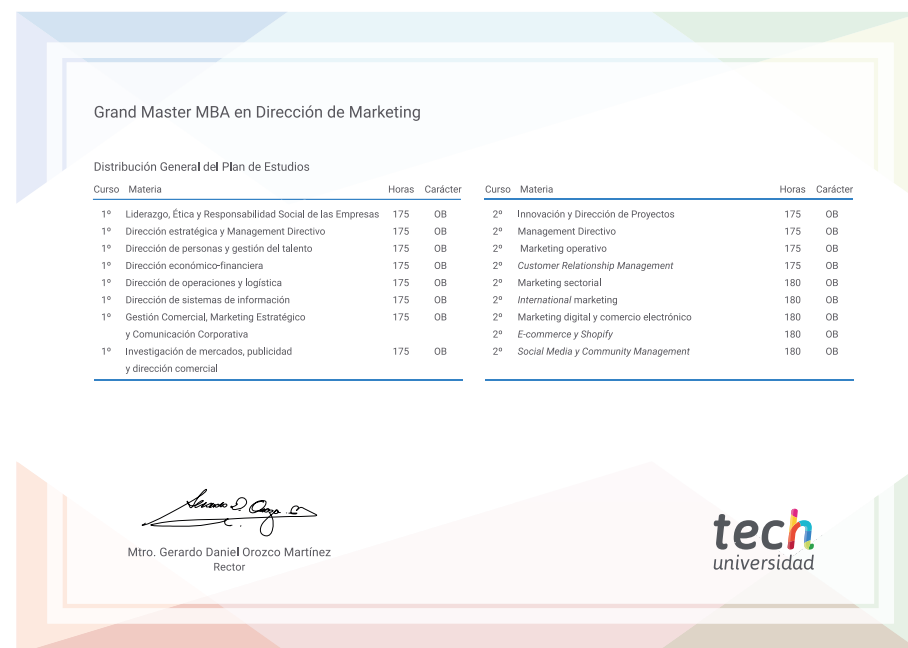 Grand Master MBA en Dirección de Marketing
Distribución General del Plan de Estudios
Curso Materia Horas Carácter
1º Liderazgo, Ética y Responsabilidad Social de las Empresas 175 OB
1º Dirección estratégica y Management Directivo 175 OB
1º Dirección de personas y gestión del talento 175 OB
1º Dirección económico-financiera 175 OB
1º Dirección de operaciones y logística 175 OB
1º Dirección de sistemas de información 175 OB
1º Gestión Comercial, Marketing Estratégico 175 OB
y Comunicación Corporativa
1º Investigación de mercados, publicidad 175 OB
y dirección comercial
Curso Materia Horas Carácter
2º Innovación y Dirección de Proyectos 175 OB
2º Management Directivo 175 OB
2º Marketing operativo 175 OB
2º Customer Relationship Management 175 OB
2º Marketing sectorial 180 OB
2º International marketing 180 OB
2º Marketing digital y comercio electrónico 180 OB
2º E-commerce y Shopify 180 OB
2º Social Media y Community Management 180 OB
Mtro. Gerardo Daniel Orozco Martínez
Rector
tech
universidad